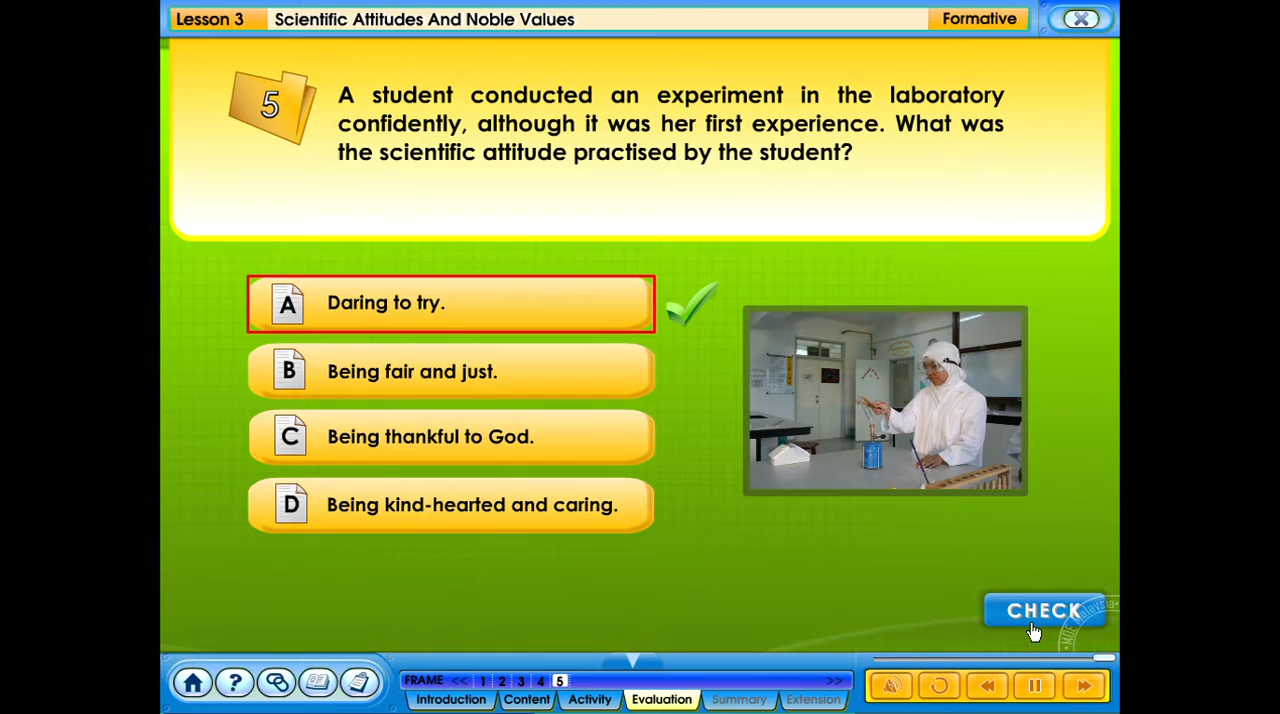 Lesson 3
Scientific Attitudes And Noble Values
Formative
5
A student conducted an experiment in the laboratory
confidently, although it was her first experience. What was
the scientific attitude practised by the student?
A Daring to try.
B Being fair and just.
C Being thankful to God.
D Being kind-hearted and caring.
CHECK
MOE Malaysia
FRAME << 1 2 3 4 5 >>
Introduction Content Activity Evaluation Summary Extension